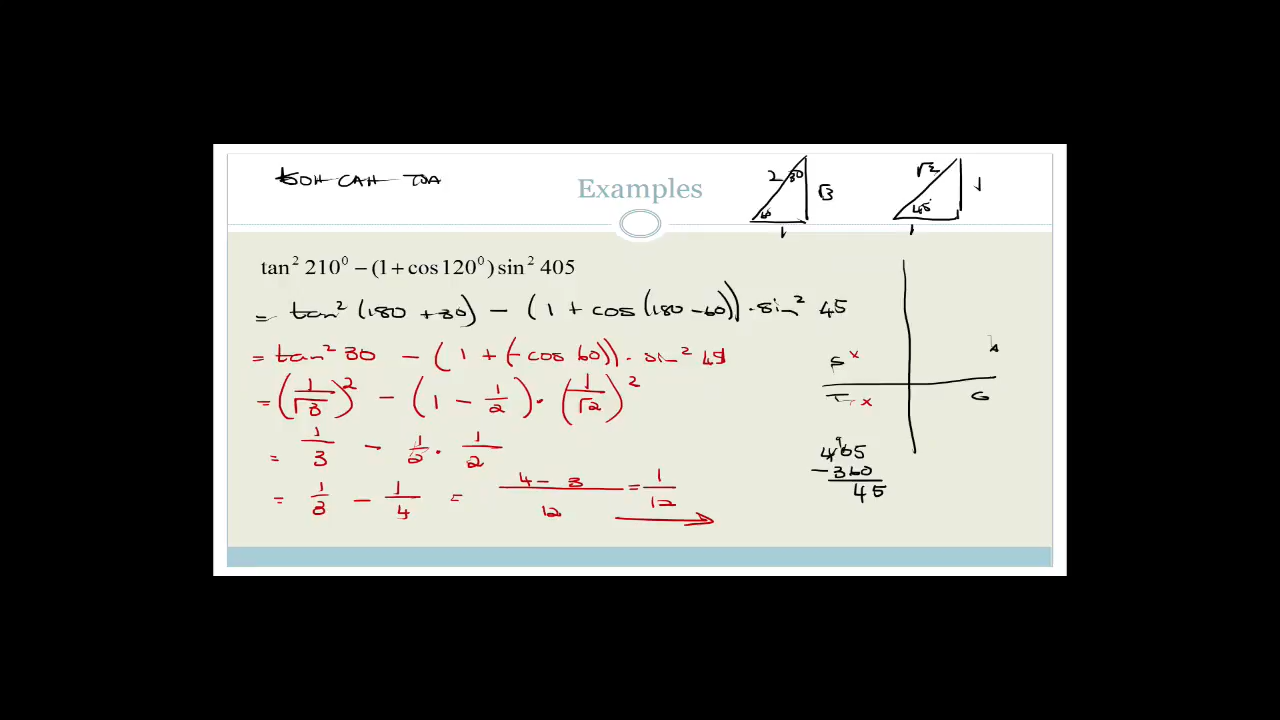 SOH CAH TOA
Examples
2 30 √3 60 1
√2 1 45° 1
tan² 210⁰ − (1 + cos 120⁰) sin² 405
= tan² (180 + 30) − (1 + cos (180 − 60)) · sin² 45
= tan² 30 − (1 + (− cos 60)) · sin² 45
= (1/√3)² − (1 − 1/2) · (1/√2)²
= 1/3 − 1/2 · 1/2
= 1/3 − 1/4 = 4 − 3/12 = 1/12
S x A
T x C
405
− 360
45